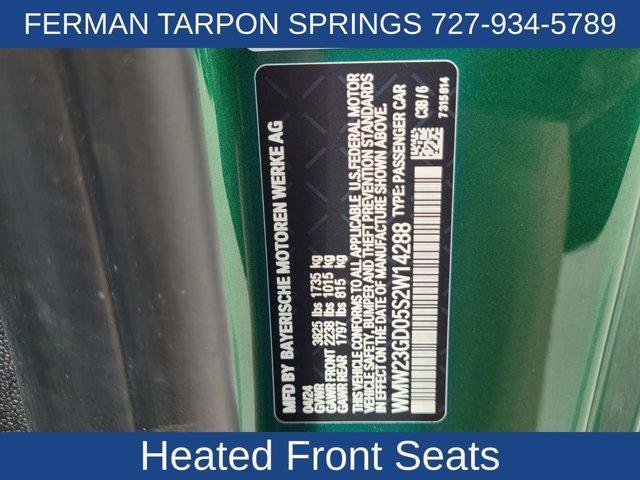 FERMAN TARPON SPRINGS 727-934-5789
MFD BY BAYERISCHE MOTOREN WERKE AG
04/24
GAWR 3825 lbs 1735 kg
GAWR FRONT 2238 lbs 1015 kg
GAWR REAR 1797 lbs 815 kg
THIS VEHICLE CONFORMS TO ALL APPLICABLE U.S.FEDERAL MOTOR
VEHICLE SAFETY, BUMPER AND THEFT PREVENTION STANDARDS
IN EFFECT ON THE DATE OF MANUFACTURE SHOWN ABOVE.
WMW23GD05S2W14288 TYPE: PASSENGER CAR
C3B / 6
7315614
Heated Front Seats